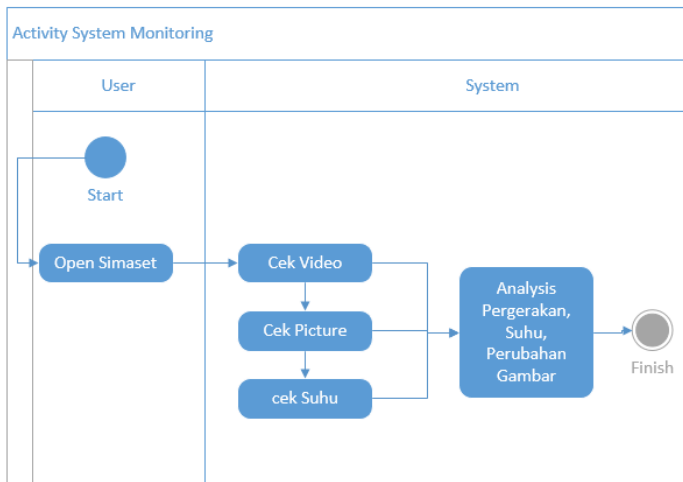 Activity System Monitoring
User
System
Start
Open Simaset
Cek Video
Cek Picture
cek Suhu
Analysis
Pergerakan,
Suhu,
Perubahan
Gambar
Finish